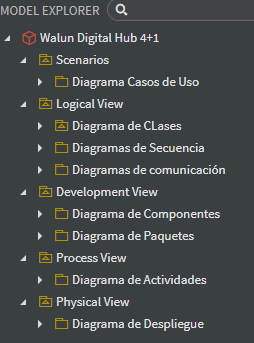 MODEL EXPLORER
Walun Digital Hub 4+1
Scenarios
Diagrama Casos de Uso
Logical View
Diagrama de CLases
Diagramas de Secuencia
Diagramas de comunicación
Development View
Diagrama de Componentes
Diagrama de Paquetes
Process View
Diagrama de Actividades
Physical View
Diagrama de Despliegue